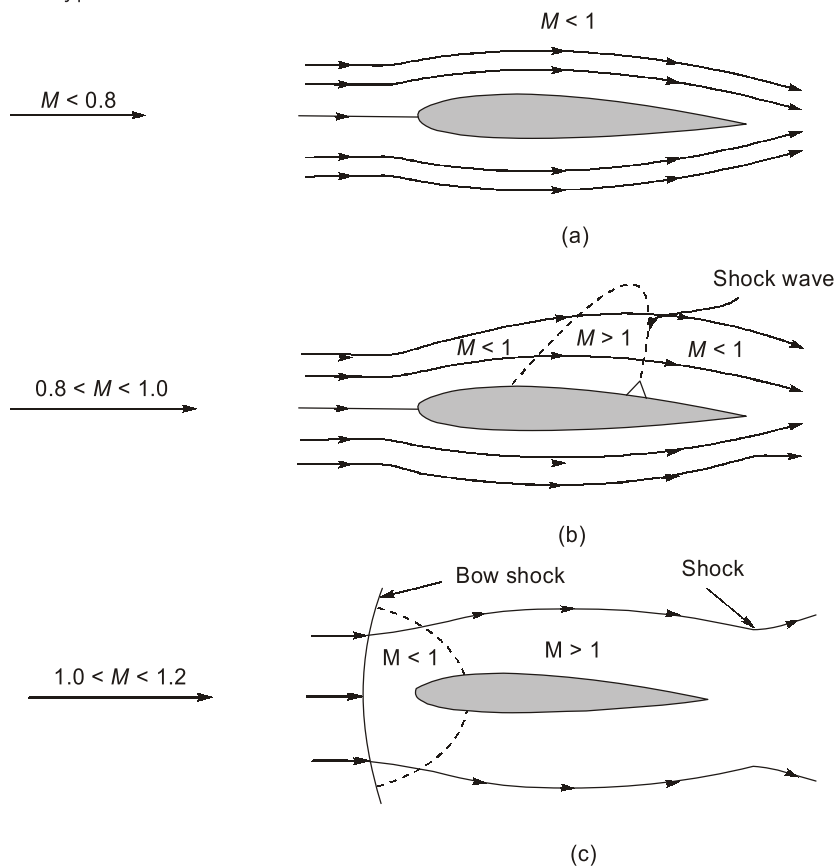 M < 1
M < 0.8
(a)
Shock wave
M > 1
M < 1
M < 1
0.8 < M < 1.0
(b)
Bow shock
Shock
M < 1
M > 1
1.0 < M < 1.2
(c)